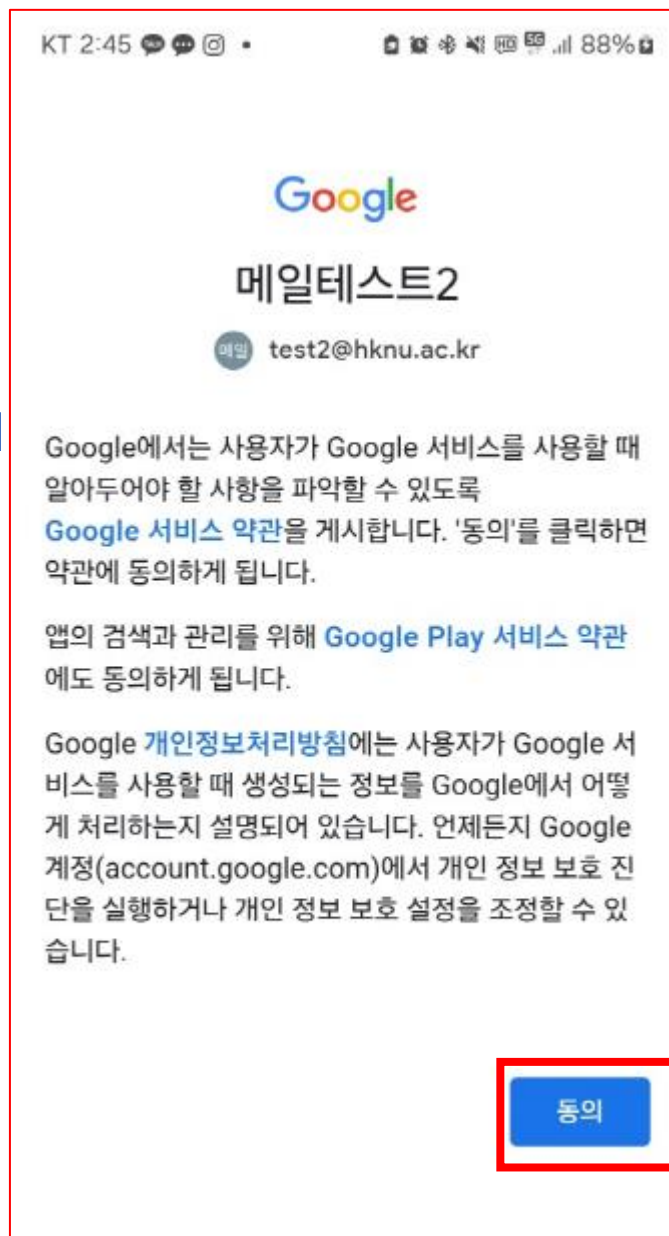 KT 2:45
HD 5G 88%
Google
메일테스트2
메일 test2@hknu.ac.kr
Google에서는 사용자가 Google 서비스를 사용할 때
알아두어야 할 사항을 파악할 수 있도록
Google 서비스 약관을 게시합니다. '동의'를 클릭하면
약관에 동의하게 됩니다.
앱의 검색과 관리를 위해 Google Play 서비스 약관
에도 동의하게 됩니다.
Google 개인정보처리방침에는 사용자가 Google 서
비스를 사용할 때 생성되는 정보를 Google에서 어떻
게 처리하는지 설명되어 있습니다. 언제든지 Google
계정(account.google.com)에서 개인 정보 보호 진
단을 실행하거나 개인 정보 보호 설정을 조정할 수 있
습니다.
동의